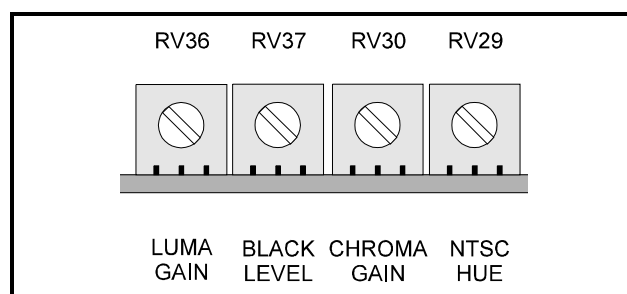 RV36 RV37 RV30 RV29
LUMA GAIN
BLACK LEVEL
CHROMA GAIN
NTSC HUE